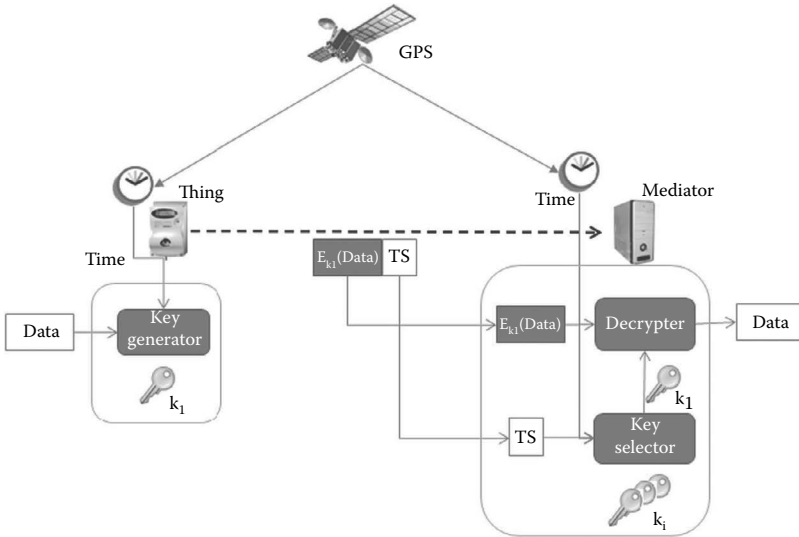 GPS
Thing
Time
Mediator
Time
E_k1(Data) TS
Data
Key
generator
k_1
E_k1(Data)
Decrypter
Data
k_1
TS
Key
selector
k_i